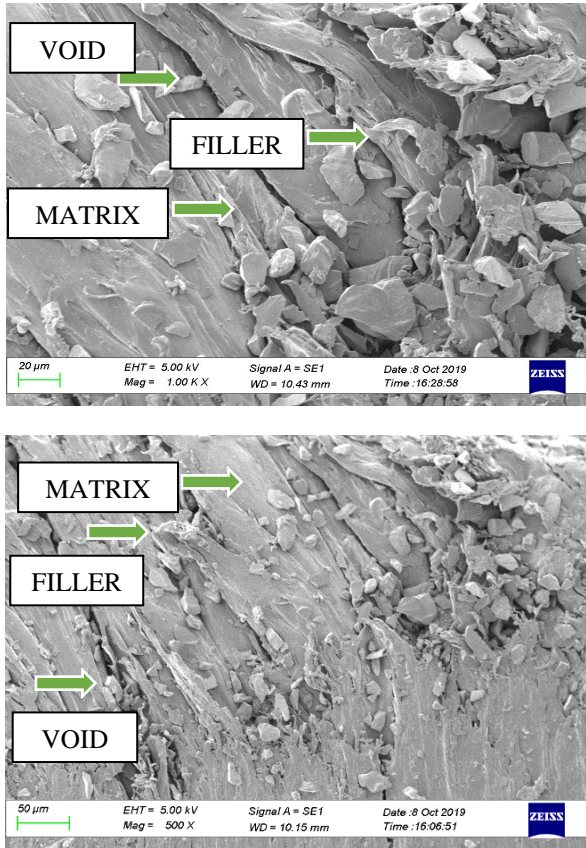 VOID
FILLER
MATRIX
20 µm
EHT = 5.00 kV
Signal A = SE1
Date :8 Oct 2019
Mag = 1.00 K X
WD = 10.43 mm
Time :16:28:58
ZEISS
MATRIX
FILLER
VOID
50 µm
EHT = 5.00 kV
Signal A = SE1
Date :8 Oct 2019
Mag = 500 X
WD = 10.15 mm
Time :16:06:51
ZEISS